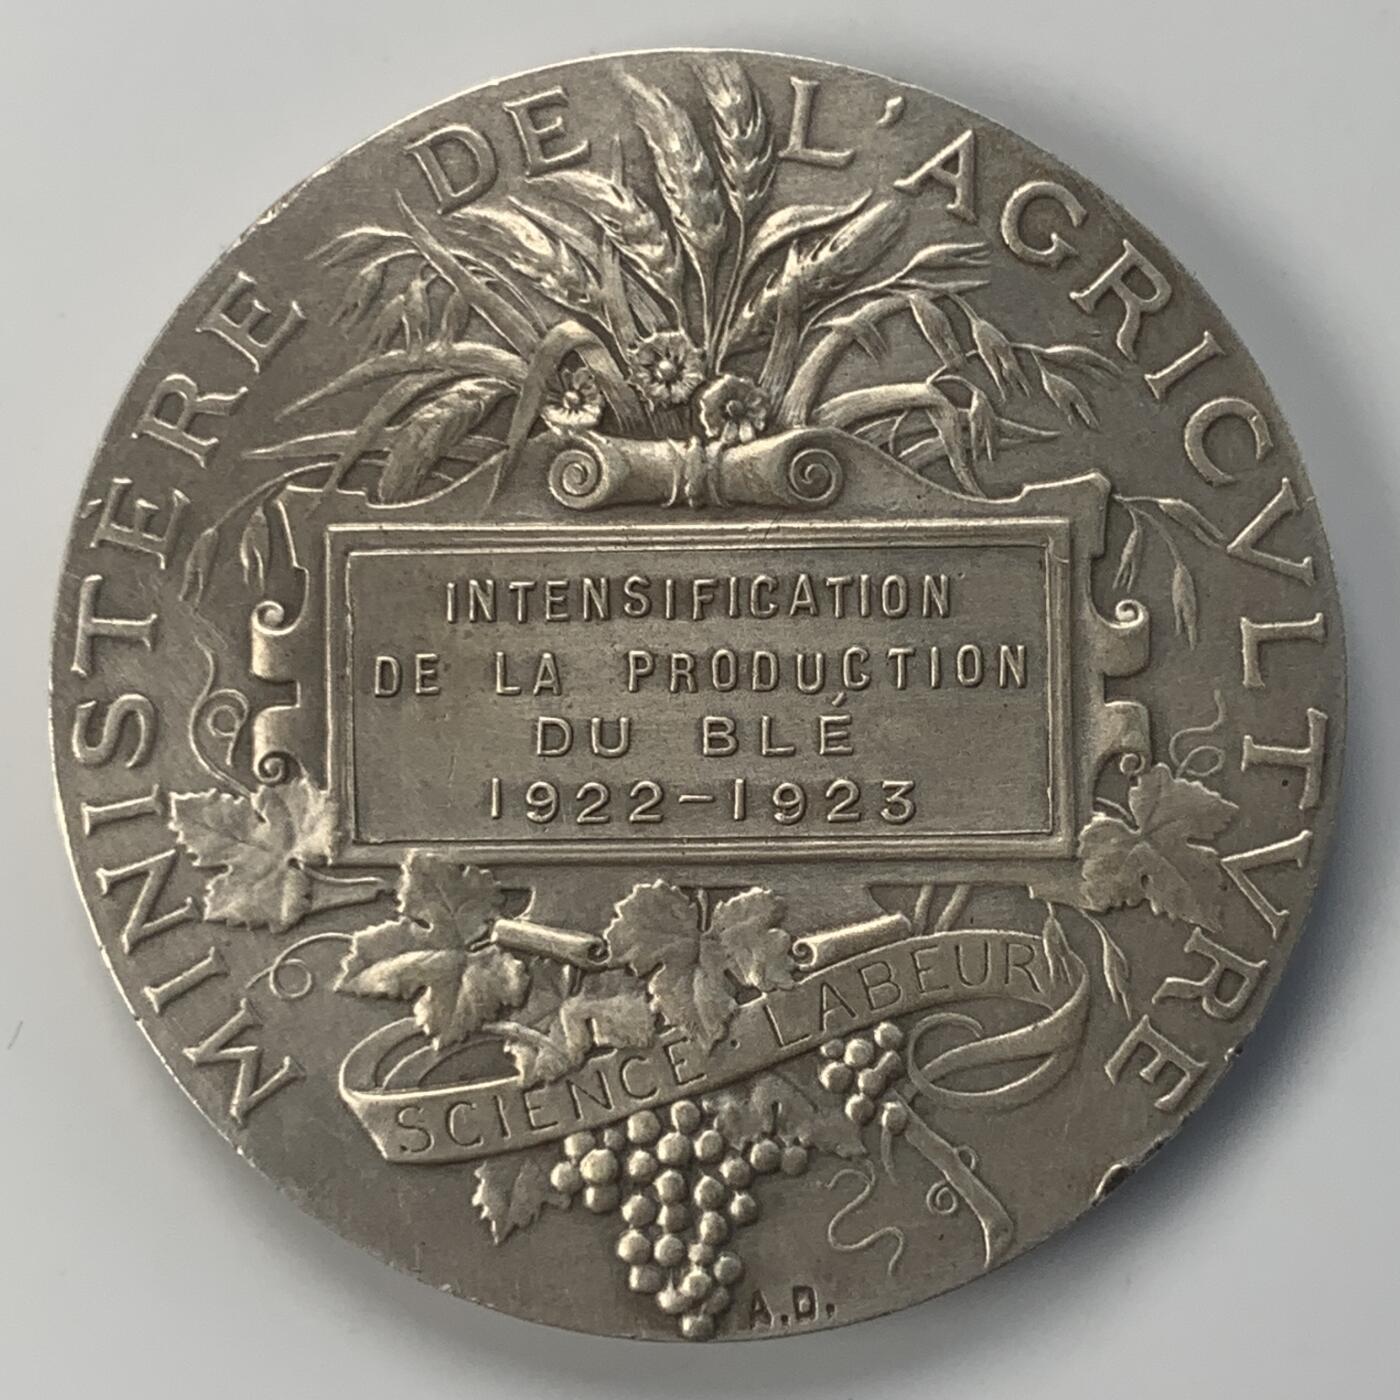 MINISTÈRE DE L'AGRICVLTVRE
INTENSIFICATION
DE LA PRODUCTION
DU BLÉ
1922-1923
SCIENCE · LABEUR
A.D.